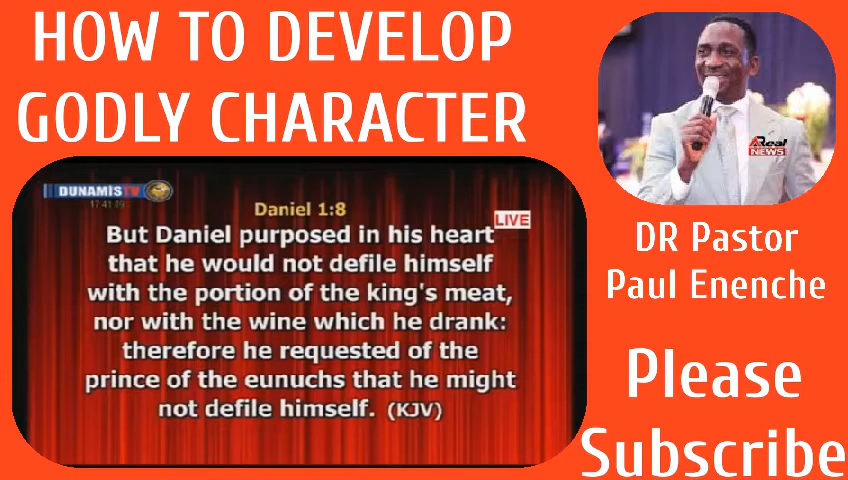 HOW TO DEVELOP
GODLY CHARACTER
DUNAMIS TV
17:41:09
LIVE
Daniel 1:8
But Daniel purposed in his heart
that he would not defile himself
with the portion of the king's meat,
nor with the wine which he drank:
therefore he requested of the
prince of the eunuchs that he might
not defile himself. (KJV)
AReal
NEWS
DR Pastor
Paul Enenche
Please
Subscribe